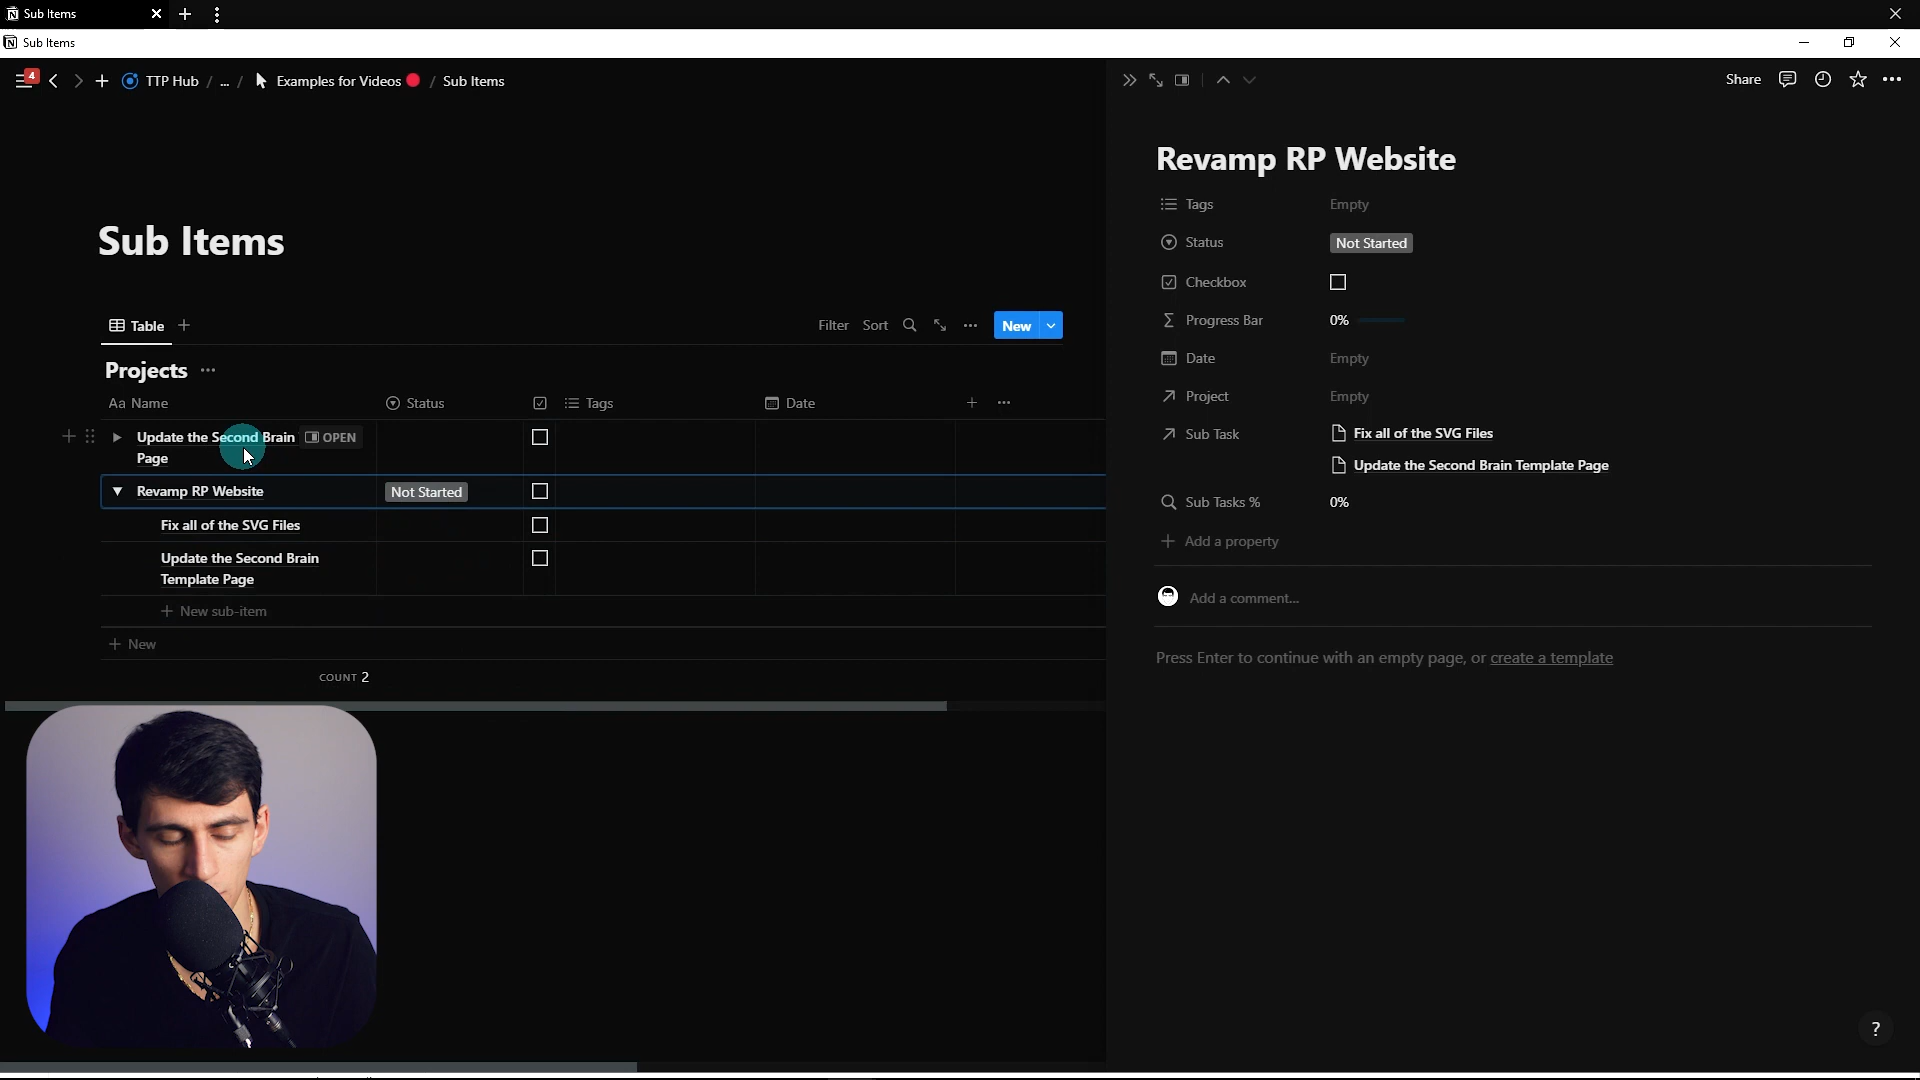 Sub Items
Sub Items
4
TTP Hub / ... / Examples for Videos / Sub Items
Share
Sub Items
Table
Filter Sort
New
Projects
Aa Name
Status
Tags
Date
Update the Second Brain
Page
OPEN
Revamp RP Website
Not Started
Fix all of the SVG Files
Update the Second Brain
Template Page
+ New sub-item
+ New
COUNT 2
Revamp RP Website
Tags Empty
Status Not Started
Checkbox
Progress Bar 0%
Date Empty
Project Empty
Sub Task Fix all of the SVG Files
Update the Second Brain Template Page
Sub Tasks % 0%
+ Add a property
Add a comment...
Press Enter to continue with an empty page, or create a template
?